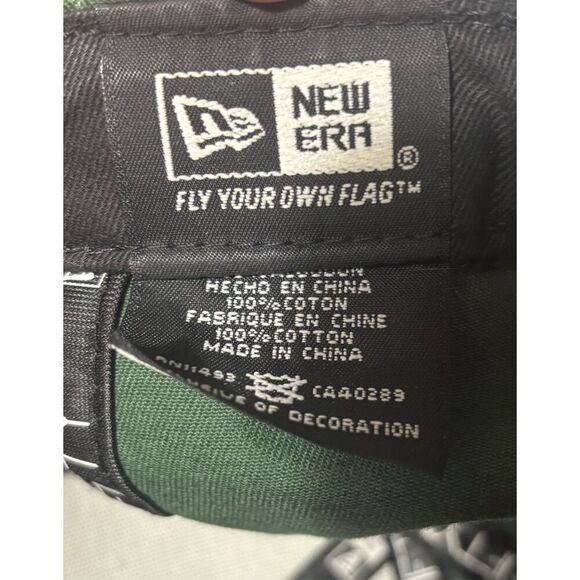 NEW
ERA
®
FLY YOUR OWN FLAG™
HECHO EN CHINA
100% COTON
FABRIQUE EN CHINE
100% COTTON
MADE IN CHINA
RN11493 CA40289
OF DECORATION